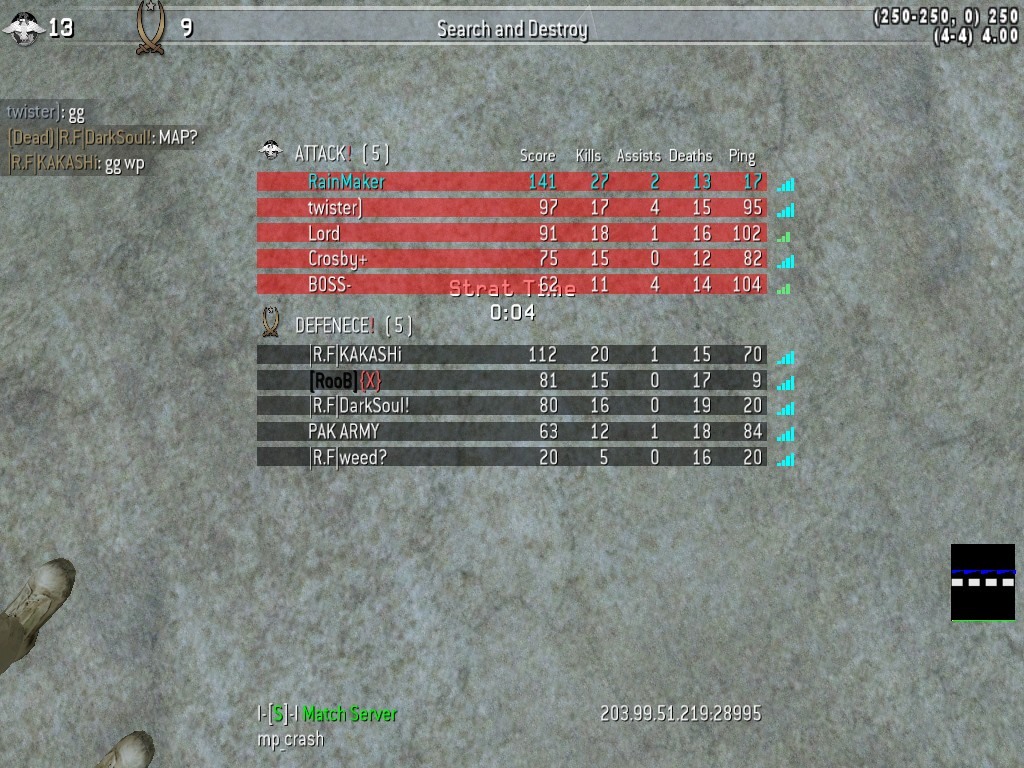 13 9 Search and Destroy (250-250, 0) 250
(4-4) 4.00
twister): gg
(Dead)|R.F|DarkSoul!: MAP?
|R.F|KAKASHi: gg wp
ATTACK! ( 5 ) Score Kills Assists Deaths Ping
RainMaker 141 27 2 13 17
twister) 97 17 4 15 95
Lord 91 18 1 16 102
Crosby+ 75 15 0 12 82
BOSS- 62 11 4 14 104
Strat Time
0:04
DEFENECE! ( 5 )
|R.F|KAKASHi 112 20 1 15 70
[RooB]{X} 81 15 0 17 9
|R.F|DarkSoul! 80 16 0 19 20
PAK ARMY 63 12 1 18 84
|R.F|weed? 20 5 0 16 20
|-[S]-| Match Server 203.99.51.219:28995
mp_crash